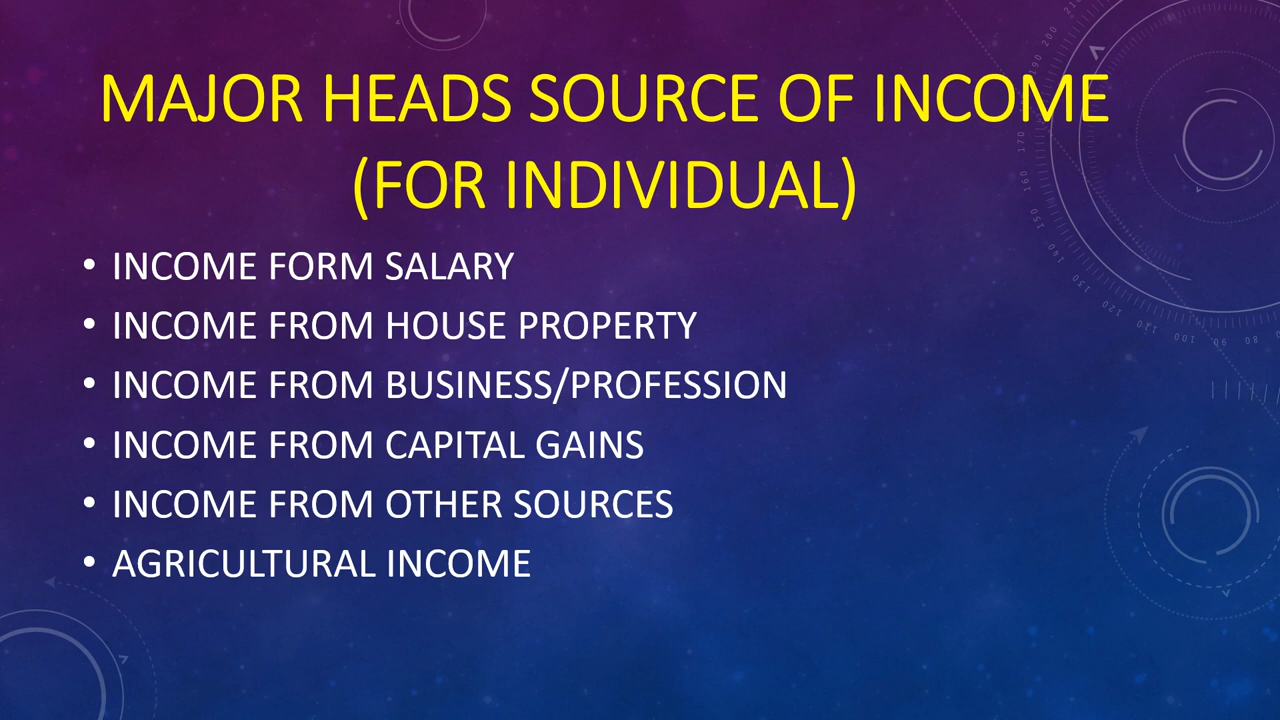 MAJOR HEADS SOURCE OF INCOME
(FOR INDIVIDUAL)
• INCOME FORM SALARY
• INCOME FROM HOUSE PROPERTY
• INCOME FROM BUSINESS/PROFESSION
• INCOME FROM CAPITAL GAINS
• INCOME FROM OTHER SOURCES
• AGRICULTURAL INCOME